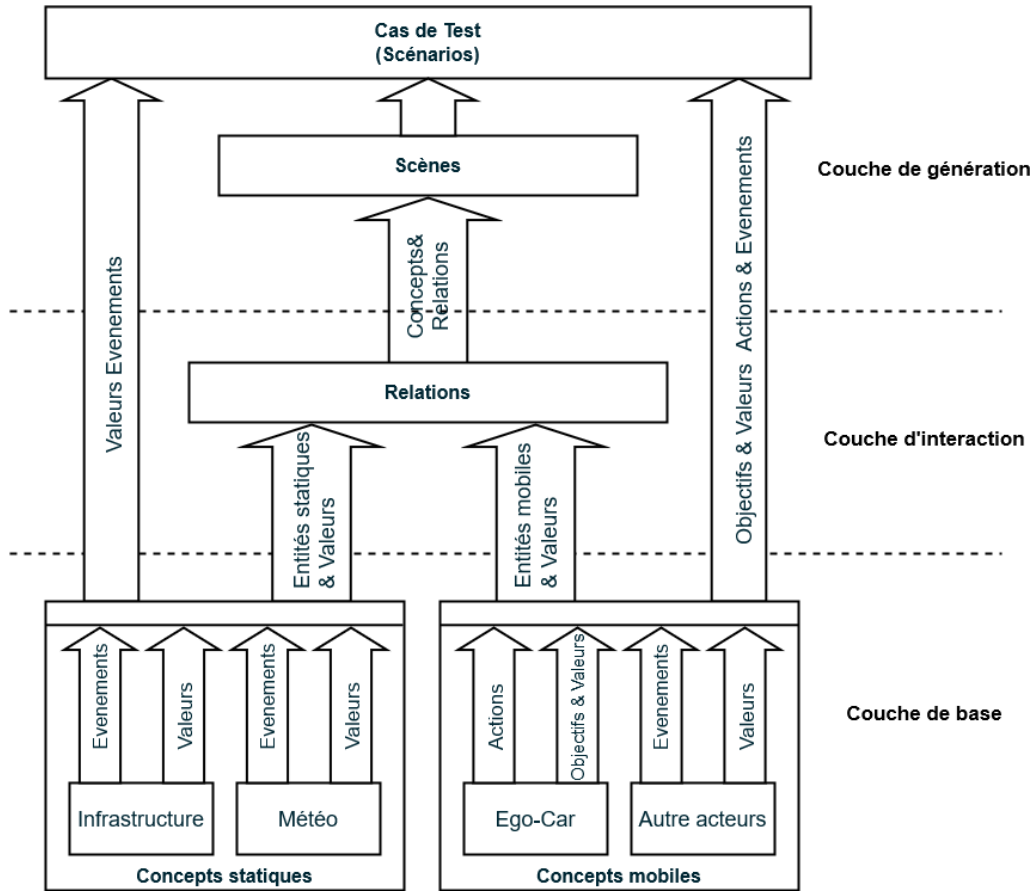 Cas de Test
(Scénarios)
Scènes
Couche de génération
Concepts&
Relations
Valeurs Evenements
Objectifs & Valeurs Actions & Evenements
Relations
Couche d'interaction
Entités statiques
& Valeurs
Entités mobiles
& Valeurs
Evenements
Valeurs
Evenements
Valeurs
Actions
Objectifs & Valeurs
Evenements
Valeurs
Couche de base
Infrastructure
Météo
Ego-Car
Autre acteurs
Concepts statiques
Concepts mobiles